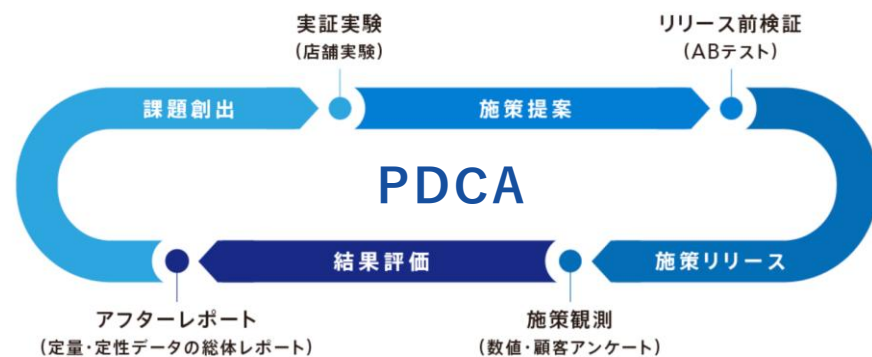 実証実験
(店舗実験)
リリース前検証
(ABテスト)
課題創出
施策提案
PDCA
結果評価
施策リリース
アフターレポート
(定量・定性データの総体レポート)
施策観測
(数値・顧客アンケート)